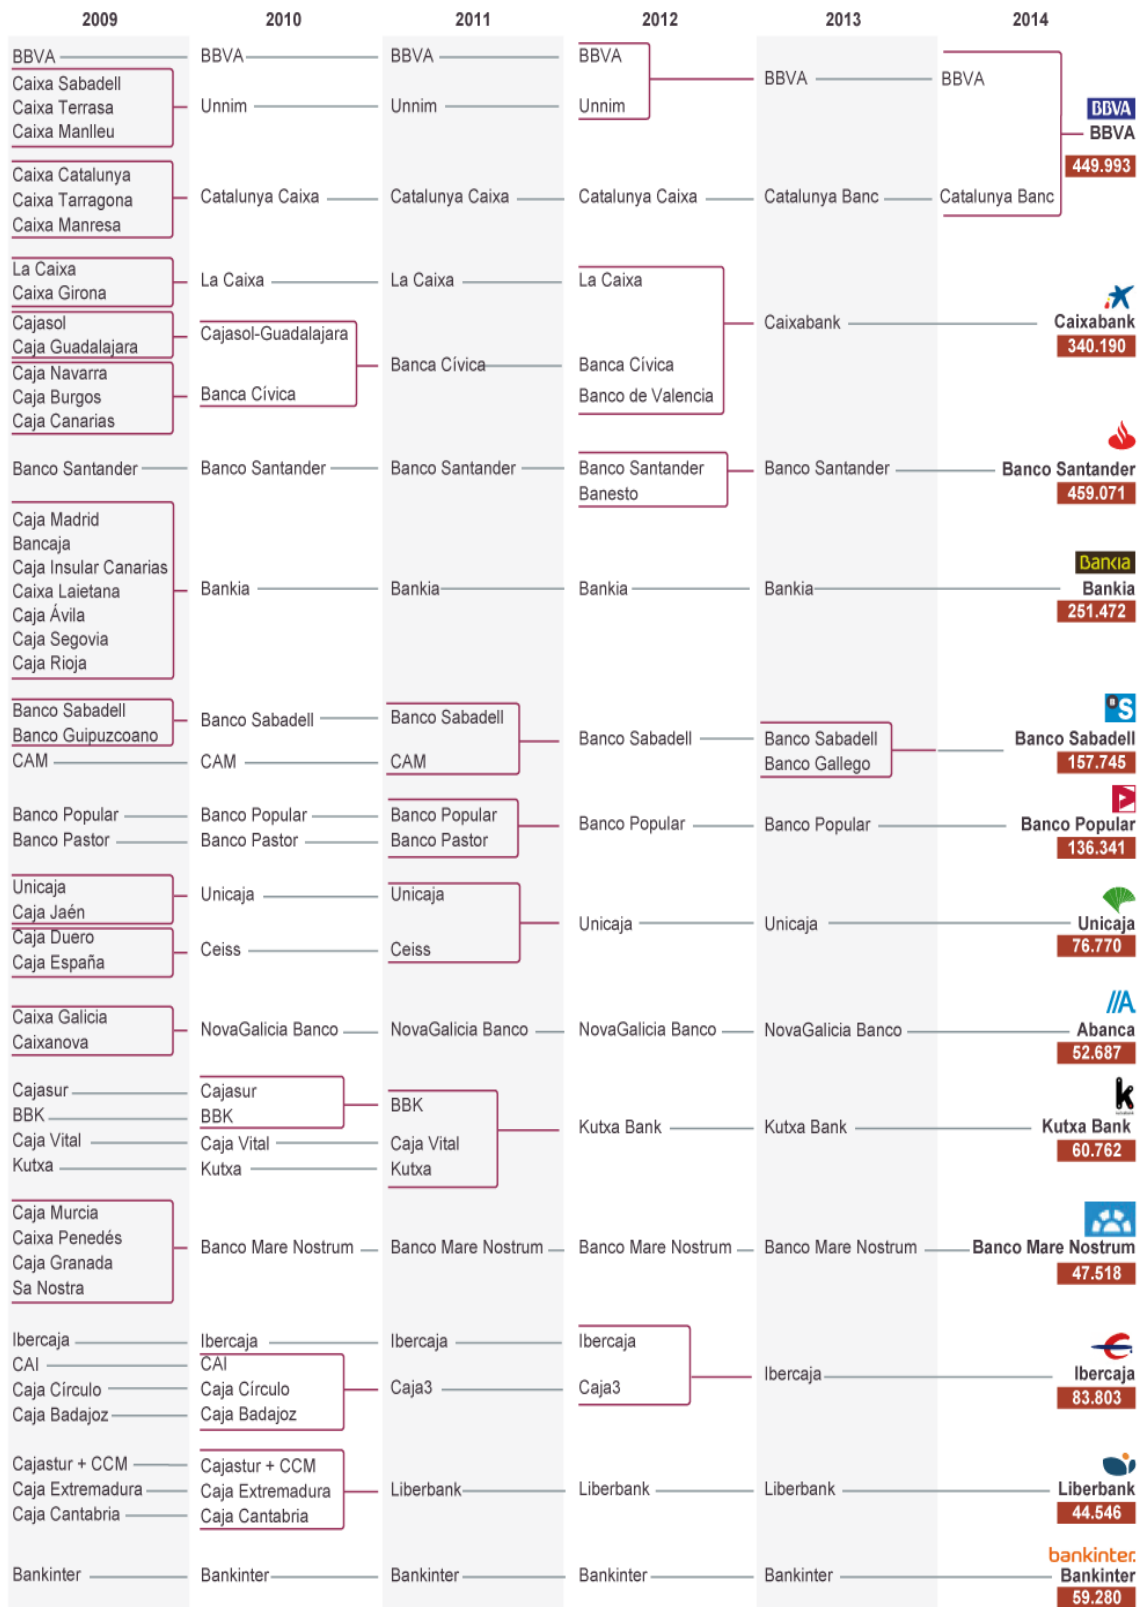 2009 2010 2011 2012 2013 2014
BBVA BBVA BBVA BBVA
Caixa Sabadell
Caixa Terrasa
Caixa Manlleu
Unnim Unnim Unnim
BBVA BBVA
BBVA
BBVA
449.993
Caixa Catalunya
Caixa Tarragona
Caixa Manresa
Catalunya Caixa Catalunya Caixa Catalunya Caixa Catalunya Banc Catalunya Banc
La Caixa
Caixa Girona
La Caixa La Caixa La Caixa
Cajasol
Caja Guadalajara
Cajasol-Guadalajara
Caja Navarra
Caja Burgos
Caja Canarias
Banca Cívica
Banca Cívica Banca Cívica
Banco de Valencia
Caixabank
Caixabank
340.190
Banco Santander Banco Santander Banco Santander Banco Santander
Banesto
Banco Santander
Banco Santander
459.071
Caja Madrid
Bancaja
Caja Insular Canarias
Caixa Laietana
Caja Ávila
Caja Segovia
Caja Rioja
Bankia Bankia Bankia Bankia
Bankia
Bankia
251.472
Banco Sabadell
Banco Guipuzcoano
Banco Sabadell Banco Sabadell
CAM CAM CAM
Banco Sabadell Banco Sabadell
Banco Gallego
BS
Banco Sabadell
157.745
Banco Popular Banco Popular Banco Popular
Banco Pastor Banco Pastor Banco Pastor
Banco Popular Banco Popular
Banco Popular
136.341
Unicaja
Caja Jaén
Unicaja Unicaja
Caja Duero
Caja España
Ceiss Ceiss
Unicaja Unicaja
Unicaja
76.770
Caixa Galicia
Caixanova
NovaGalicia Banco NovaGalicia Banco NovaGalicia Banco NovaGalicia Banco
Abanca
52.687
Cajasur Cajasur
BBK BBK
BBK
Caja Vital Caja Vital Caja Vital
Kutxa Kutxa Kutxa
Kutxa Bank Kutxa Bank
k
Kutxa Bank
60.762
Caja Murcia
Caixa Penedés
Caja Granada
Sa Nostra
Banco Mare Nostrum Banco Mare Nostrum Banco Mare Nostrum Banco Mare Nostrum
Banco Mare Nostrum
47.518
Ibercaja Ibercaja Ibercaja Ibercaja
CAI CAI
Caja Círculo Caja Círculo
Caja Badajoz Caja Badajoz
Caja3 Caja3
Ibercaja
Ibercaja
83.803
Cajastur + CCM Cajastur + CCM
Caja Extremadura Caja Extremadura
Caja Cantabria Caja Cantabria
Liberbank Liberbank Liberbank
Liberbank
44.546
Bankinter Bankinter Bankinter Bankinter Bankinter
bankinter.
Bankinter
59.280